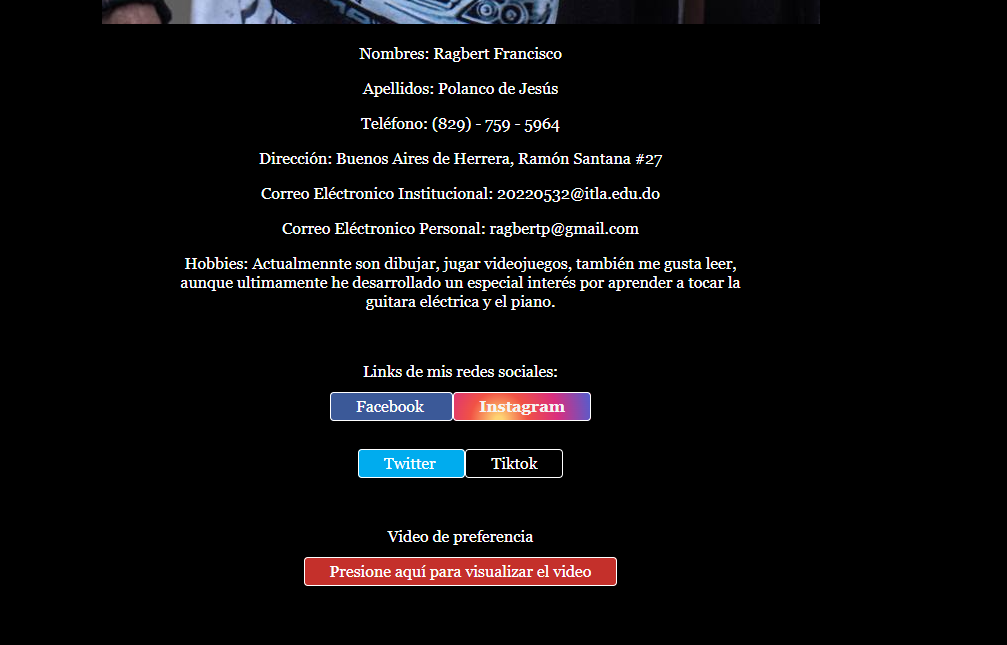 Nombres: Ragbert Francisco
Apellidos: Polanco de Jesús
Teléfono: (829) - 759 - 5964
Dirección: Buenos Aires de Herrera, Ramón Santana #27
Correo Eléctronico Institucional: 20220532@itla.edu.do
Correo Eléctronico Personal: ragbertp@gmail.com
Hobbies: Actualmennte son dibujar, jugar videojuegos, también me gusta leer,
aunque ultimamente he desarrollado un especial interés por aprender a tocar la
guitara eléctrica y el piano.
Links de mis redes sociales:
Facebook Instagram
Twitter Tiktok
Video de preferencia
Presione aquí para visualizar el video